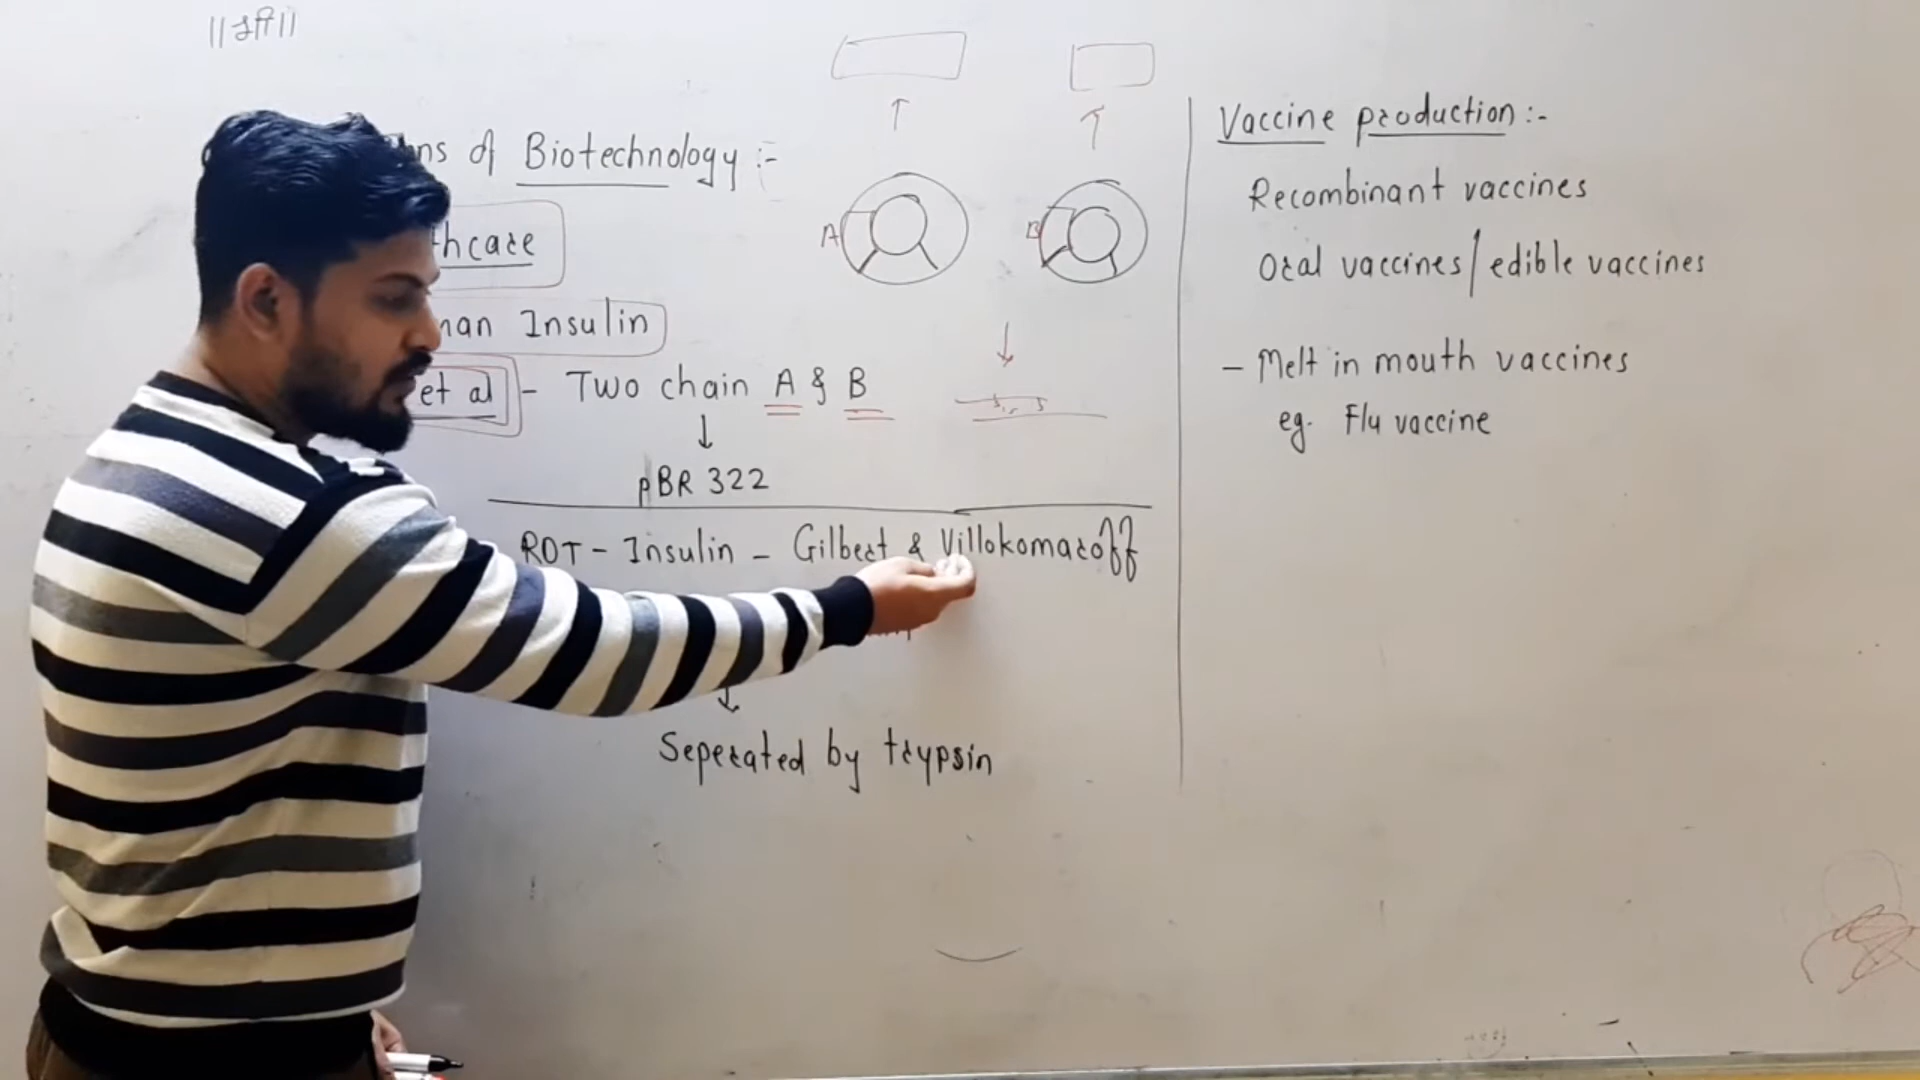 ||श्री||
ns of Biotechnology :-
thcare
man Insulin
et al - Two chain A & B
pBR 322
RDT - Insulin - Gilbert & Villokomaroff
Seperated by trypsin
A
B
Vaccine production :-
Recombinant vaccines
Oral vaccines/edible vaccines
- Melt in mouth vaccines
eg. Flu vaccine